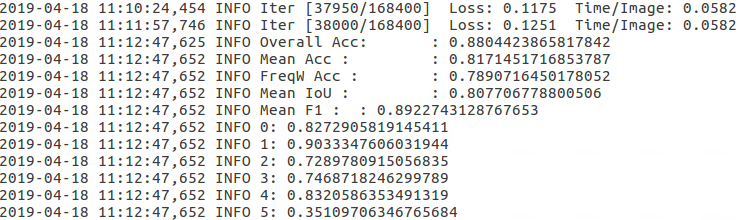 2019-04-18 11:10:24,454 INFO Iter [37950/168400]  Loss: 0.1175  Time/Image: 0.0582
2019-04-18 11:11:57,746 INFO Iter [38000/168400]  Loss: 0.1251  Time/Image: 0.0582
2019-04-18 11:12:47,625 INFO Overall Acc:       : 0.8804423865817842
2019-04-18 11:12:47,652 INFO Mean Acc :         : 0.8171451716853787
2019-04-18 11:12:47,652 INFO FreqW Acc :        : 0.7890716450178052
2019-04-18 11:12:47,652 INFO Mean IoU :         : 0.807706778800506
2019-04-18 11:12:47,652 INFO Mean F1 :  : 0.8922743128767653
2019-04-18 11:12:47,652 INFO 0: 0.8272905819145411
2019-04-18 11:12:47,652 INFO 1: 0.9033347606031944
2019-04-18 11:12:47,652 INFO 2: 0.7289780915056835
2019-04-18 11:12:47,652 INFO 3: 0.7468718246299789
2019-04-18 11:12:47,652 INFO 4: 0.8320586353491319
2019-04-18 11:12:47,652 INFO 5: 0.35109706346765684